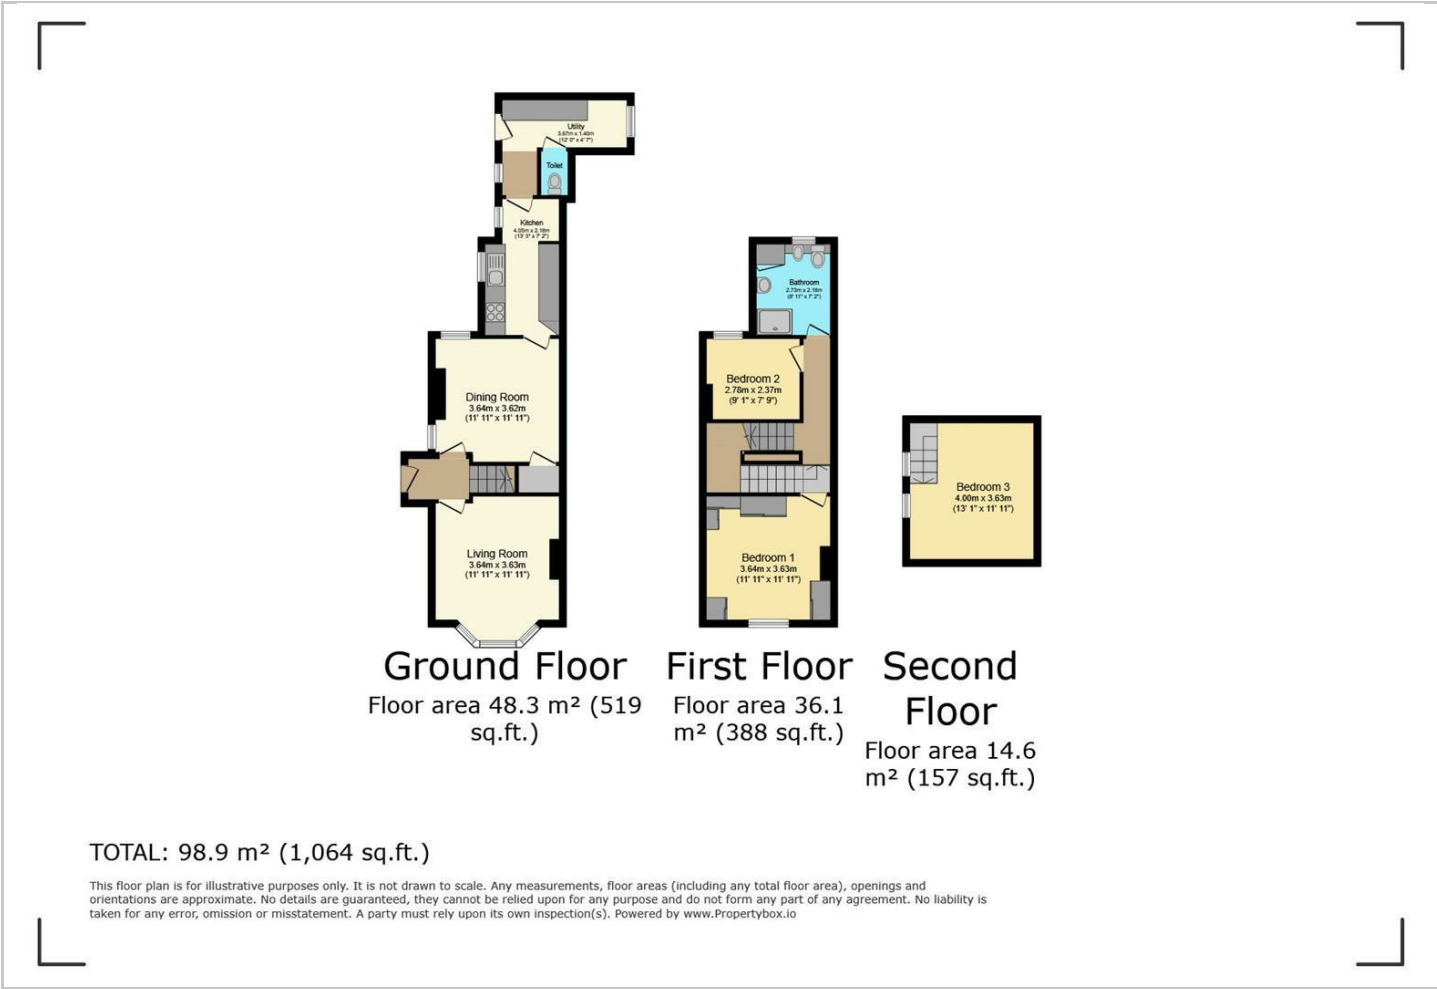 Utility
3.67m x 1.40m
(12' 0" x 4' 7")
Toilet
Kitchen
4.05m x 2.18m
(13' 3" x 7' 2")
Dining Room
3.64m x 3.62m
(11' 11" x 11' 11")
Living Room
3.64m x 3.63m
(11' 11" x 11' 11")
Ground Floor
Floor area 48.3 m² (519
sq.ft.)
Bathroom
2.73m x 2.18m
(8' 11" x 7' 2")
Bedroom 2
2.78m x 2.37m
(9' 1" x 7' 9")
Bedroom 1
3.64m x 3.63m
(11' 11" x 11' 11")
First Floor
Floor area 36.1
m² (388 sq.ft.)
Bedroom 3
4.00m x 3.63m
(13' 1" x 11' 11")
Second
Floor
Floor area 14.6
m² (157 sq.ft.)
TOTAL: 98.9 m² (1,064 sq.ft.)
This floor plan is for illustrative purposes only. It is not drawn to scale. Any measurements, floor areas (including any total floor area), openings and
orientations are approximate. No details are guaranteed, they cannot be relied upon for any purpose and do not form any part of any agreement. No liability is
taken for any error, omission or misstatement. A party must rely upon its own inspection(s). Powered by www.Propertybox.io